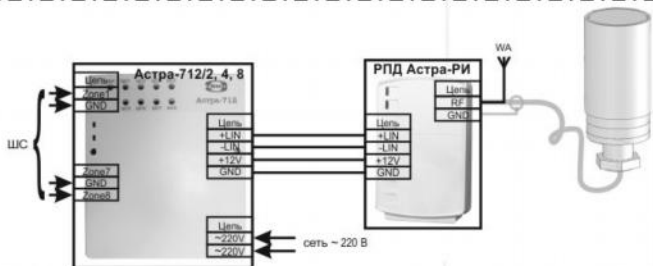 Астра-712/2, 4, 8
Цепь
Zone1
GND
Астра-712
ШС
Zone7
GND
Zone8
Цепь
+LIN
-LIN
+12V
GND
Цепь
~220V
~220V
сеть ~ 220 В
РПД Астра-РИ
Цепь
RF
GND
WA
Цепь
+LIN
-LIN
+12V
GND